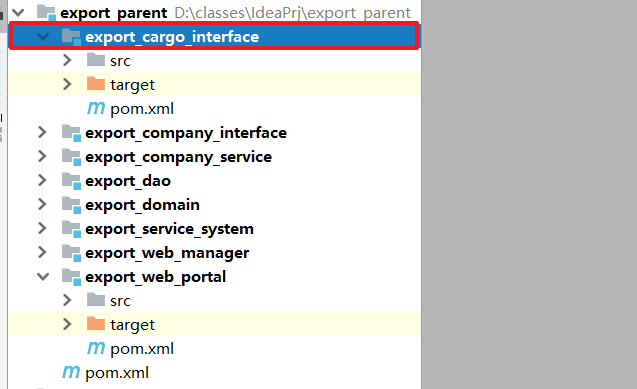 export_parent D:\classes\IdeaPrj\export_parent
export_cargo_interface
src
target
pom.xml
export_company_interface
export_company_service
export_dao
export_domain
export_service_system
export_web_manager
export_web_portal
src
target
pom.xml
pom.xml